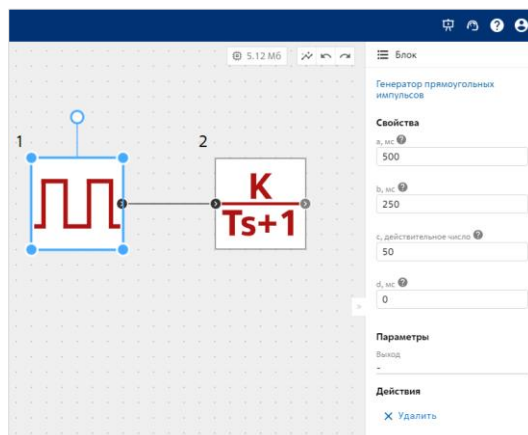 5.12 Мб
Блок
Генератор прямоугольных
импульсов
Свойства
a, мс
500
b, мс
250
c, действительное число
50
d, мс
0
Параметры
Выход
-
Действия
Удалить
1
2
K
Ts+1